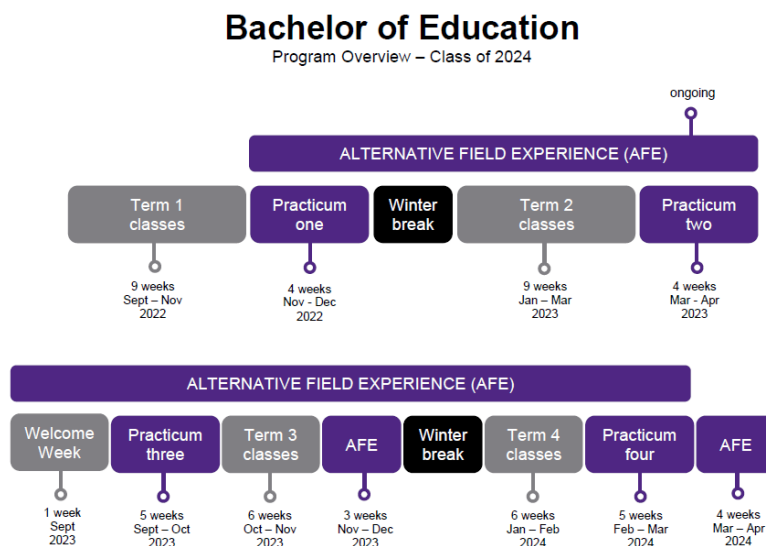 Bachelor of Education
Program Overview – Class of 2024
ongoing
ALTERNATIVE FIELD EXPERIENCE (AFE)
Term 1
classes
Practicum
one
Winter
break
Term 2
classes
Practicum
two
9 weeks
Sept – Nov
2022
4 weeks
Nov - Dec
2022
9 weeks
Jan – Mar
2023
4 weeks
Mar - Apr
2023
ALTERNATIVE FIELD EXPERIENCE (AFE)
Welcome
Week
Practicum
three
Term 3
classes
AFE
Winter
break
Term 4
classes
Practicum
four
AFE
1 week
Sept
2023
5 weeks
Sept – Oct
2023
6 weeks
Oct – Nov
2023
3 weeks
Nov – Dec
2023
6 weeks
Jan – Feb
2024
5 weeks
Feb – Mar
2024
4 weeks
Mar – Apr
2024